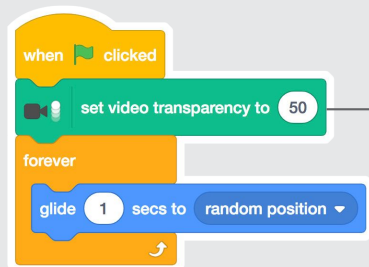 when clicked
set video transparency to 50
forever
glide 1 secs to random position